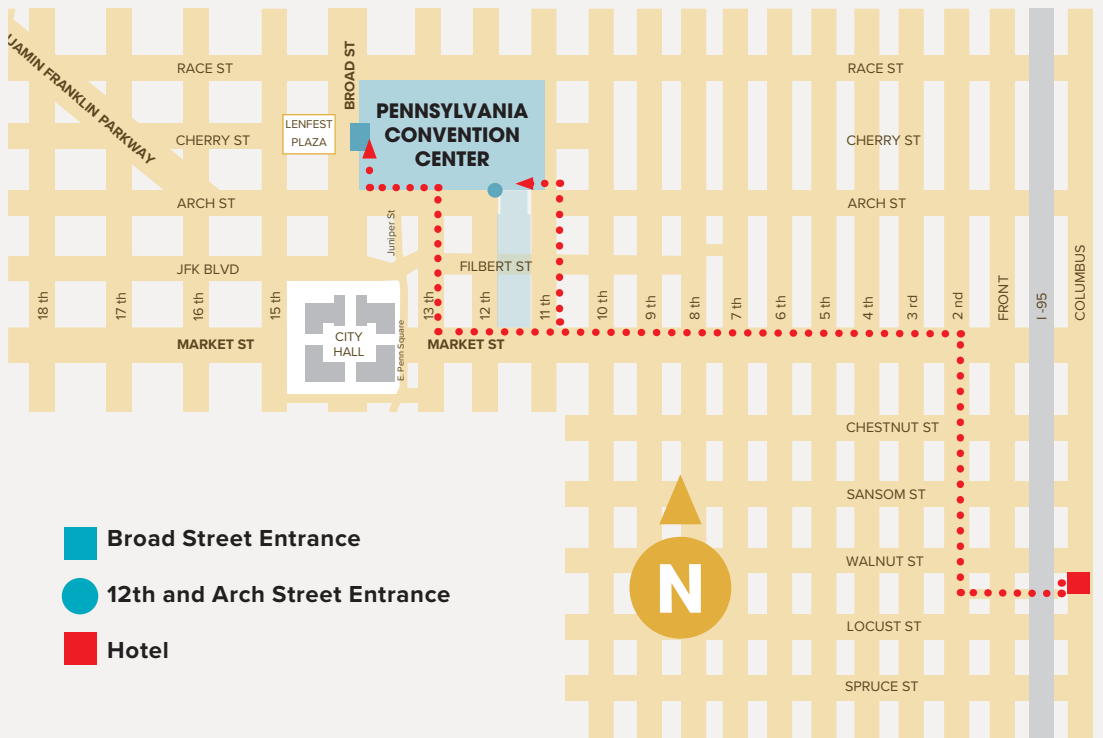 JAMIN FRANKLIN PARKWAY
BROAD ST
RACE ST
RACE ST
PENNSYLVANIA
CONVENTION
CENTER
LENFEST
PLAZA
CHERRY ST
CHERRY ST
ARCH ST
ARCH ST
Juniper St
JFK BLVD
FILBERT ST
18 th
17 th
16 th
15 th
13 th
12 th
11 th
10 th
9 th
8 th
7 th
6 th
5 th
4 th
3 rd
2 nd
FRONT
I -95
COLUMBUS
MARKET ST
CITY
HALL
E. Penn Square
MARKET ST
CHESTNUT ST
SANSOM ST
WALNUT ST
LOCUST ST
SPRUCE ST
N
Broad Street Entrance
12th and Arch Street Entrance
Hotel